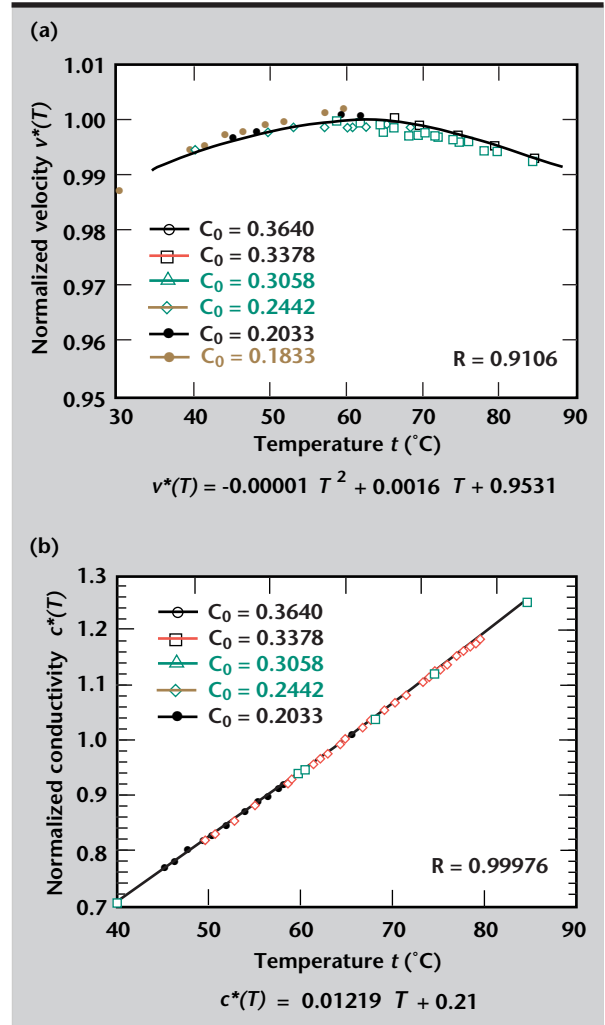 (a)
Normalized velocity v*(T)
1.01
1.00
0.99
0.98
0.97
0.96
0.95
C₀ = 0.3640
C₀ = 0.3378
C₀ = 0.3058
C₀ = 0.2442
C₀ = 0.2033
C₀ = 0.1833
R = 0.9106
30 40 50 60 70 80 90
Temperature t (˚C)
v*(T) = -0.00001 T² + 0.0016 T + 0.9531
(b)
Normalized conductivity c*(T)
1.3
1.2
1.1
1.0
0.9
0.8
0.7
C₀ = 0.3640
C₀ = 0.3378
C₀ = 0.3058
C₀ = 0.2442
C₀ = 0.2033
R = 0.99976
40 50 60 70 80 90
Temperature t (˚C)
c*(T) = 0.01219 T + 0.21